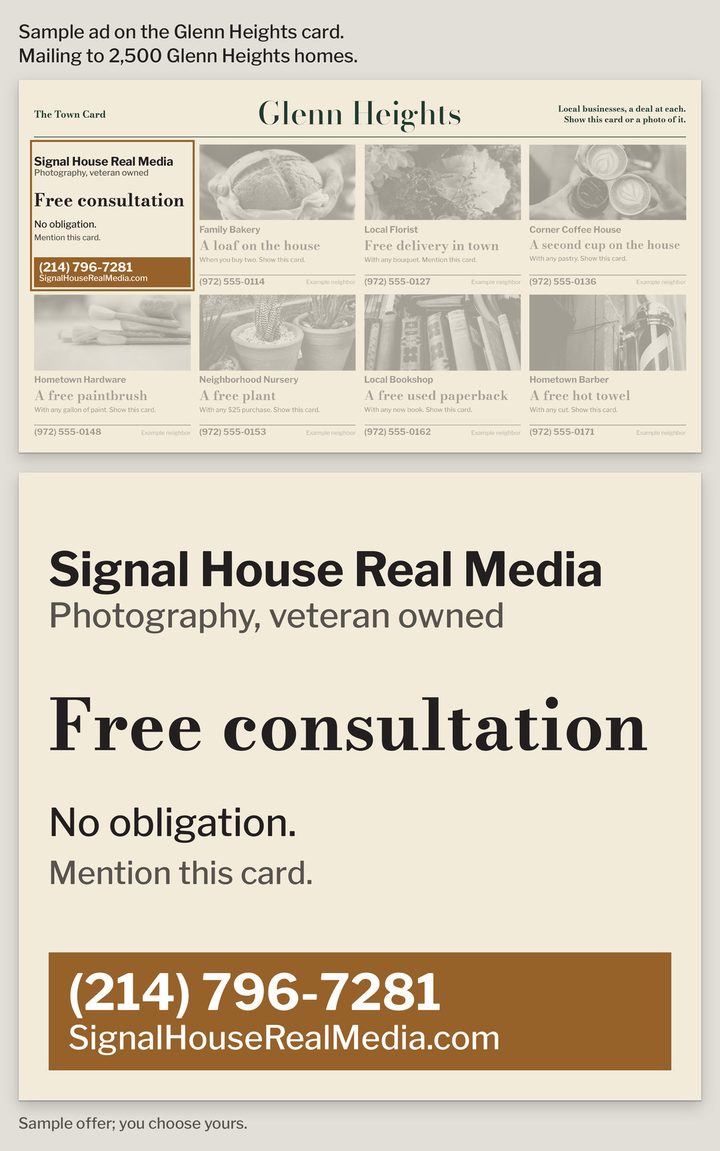 Sample ad on the Glenn Heights card.
Mailing to 2,500 Glenn Heights homes.
The Town Card
Glenn Heights
Local businesses, a deal at each.
Show this card or a photo of it.
Signal House Real Media
Photography, veteran owned
Free consultation
No obligation.
Mention this card.
(214) 796-7281
SignalHouseRealMedia.com
Family Bakery
A loaf on the house
When you buy two. Show this card.
(972) 555-0114
Example neighbor
Local Florist
Free delivery in town
With any bouquet. Mention this card.
(972) 555-0127
Example neighbor
Corner Coffee House
A second cup on the house
With any pastry. Show this card.
(972) 555-0136
Example neighbor
Hometown Hardware
A free paintbrush
With any gallon of paint. Show this card.
(972) 555-0148
Example neighbor
Neighborhood Nursery
A free plant
With any $25 purchase. Show this card.
(972) 555-0153
Example neighbor
Local Bookshop
A free used paperback
With any new book. Show this card.
(972) 555-0162
Example neighbor
Hometown Barber
A free hot towel
With any cut. Show this card.
(972) 555-0171
Example neighbor
Signal House Real Media
Photography, veteran owned
Free consultation
No obligation.
Mention this card.
(214) 796-7281
SignalHouseRealMedia.com
Sample offer; you choose yours.